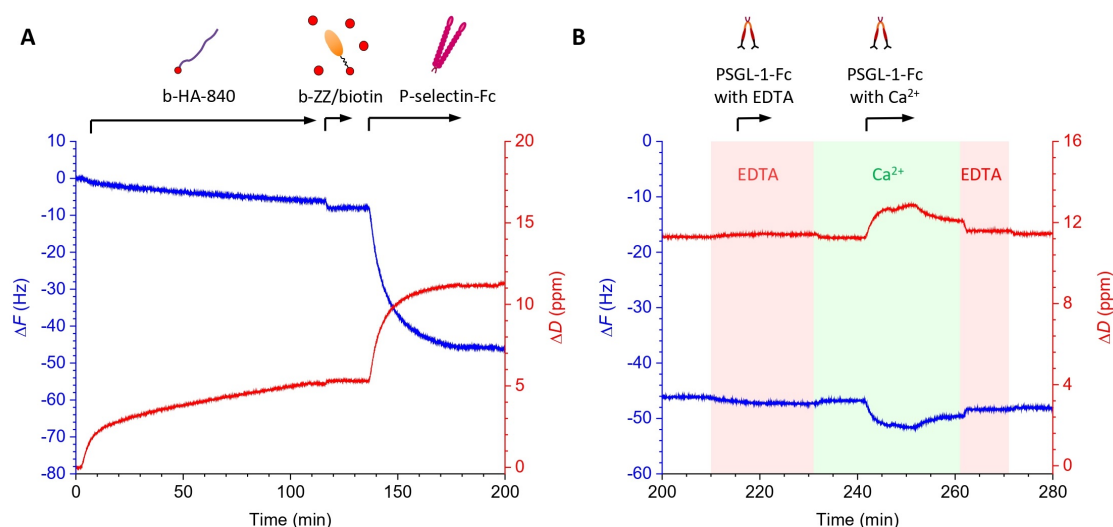 A
b-HA-840
b-ZZ/biotin
P-selectin-Fc
10
0
-10
-20
-30
-40
-50
-60
-70
-80
ΔF (Hz)
20
15
10
5
0
ΔD (ppm)
0
50
100
150
200
Time (min)
B
PSGL-1-Fc
with EDTA
PSGL-1-Fc
with Ca²⁺
EDTA
Ca²⁺
EDTA
0
-10
-20
-30
-40
-50
-60
ΔF (Hz)
16
12
8
4
0
ΔD (ppm)
200
220
240
260
280
Time (min)